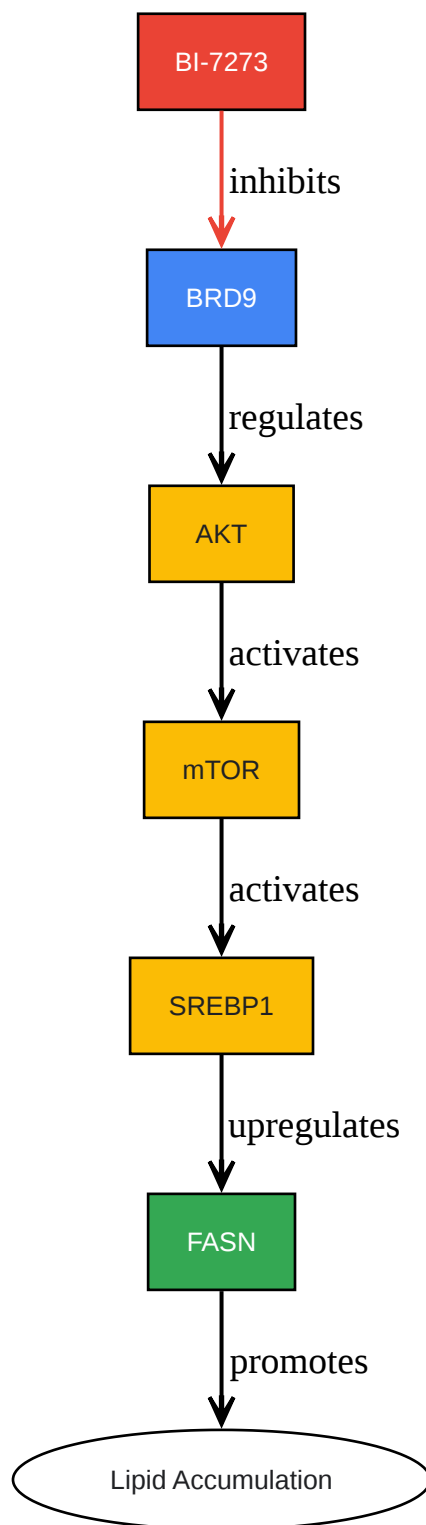 BI-7273
inhibits
BRD9
regulates
AKT
activates
mTOR
activates
SREBP1
upregulates
FASN
promotes
Lipid Accumulation